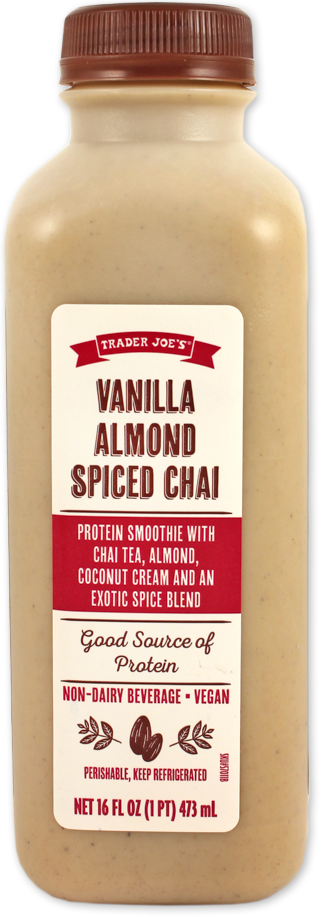 TRADER JOE'S®
VANILLA
ALMOND
SPICED CHAI
PROTEIN SMOOTHIE WITH
CHAI TEA, ALMOND,
COCONUT CREAM AND AN
EXOTIC SPICE BLEND
Good Source of
Protein
NON-DAIRY BEVERAGE • VEGAN
PERISHABLE, KEEP REFRIGERATED
NET 16 FL OZ (1 PT) 473 mL